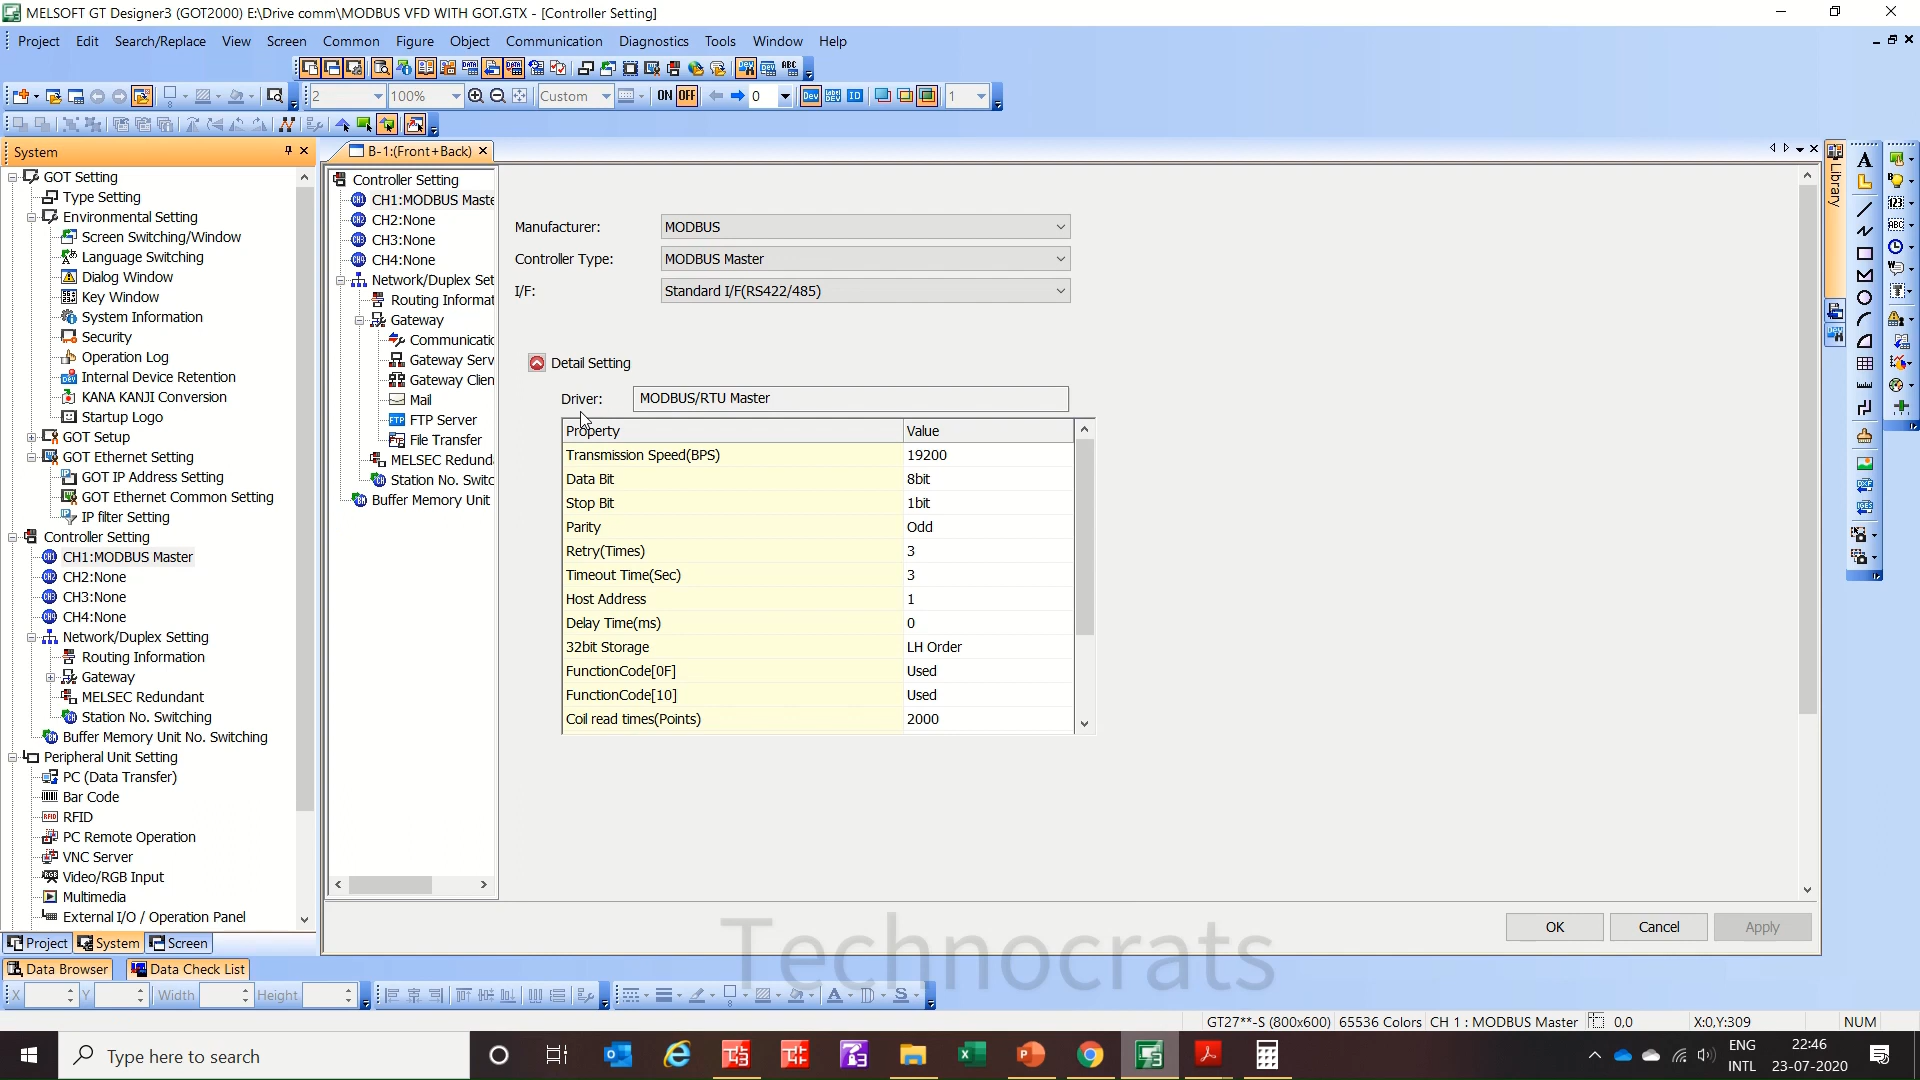 MELSOFT GT Designer3 (GOT2000) E:\Drive comm\MODBUS VFD WITH GOT.GTX - [Controller Setting]
Project Edit Search/Replace View Screen Common Figure Object Communication Diagnostics Tools Window Help
2 100% Custom ON OFF 0 Dev ID 1
System
GOT Setting
Type Setting
Environmental Setting
Screen Switching/Window
Language Switching
Dialog Window
Key Window
System Information
Security
Operation Log
Internal Device Retention
KANA KANJI Conversion
Startup Logo
GOT Setup
GOT Ethernet Setting
GOT IP Address Setting
GOT Ethernet Common Setting
IP filter Setting
Controller Setting
CH1:MODBUS Master
CH2:None
CH3:None
CH4:None
Network/Duplex Setting
Routing Information
Gateway
MELSEC Redundant
Station No. Switching
Buffer Memory Unit No. Switching
Peripheral Unit Setting
PC (Data Transfer)
Bar Code
RFID
PC Remote Operation
VNC Server
Video/RGB Input
Multimedia
External I/O / Operation Panel
Project System Screen
B-1:(Front+Back)
Controller Setting
CH1:MODBUS Maste
CH2:None
CH3:None
CH4:None
Network/Duplex Set
Routing Informat
Gateway
Communicatio
Gateway Serv
Gateway Clien
Mail
FTP Server
File Transfer
MELSEC Redund
Station No. Switc
Buffer Memory Unit
Manufacturer: MODBUS
Controller Type: MODBUS Master
I/F: Standard I/F(RS422/485)
Detail Setting
Driver: MODBUS/RTU Master
Property Value
Transmission Speed(BPS) 19200
Data Bit 8bit
Stop Bit 1bit
Parity Odd
Retry(Times) 3
Timeout Time(Sec) 3
Host Address 1
Delay Time(ms) 0
32bit Storage LH Order
FunctionCode[0F] Used
FunctionCode[10] Used
Coil read times(Points) 2000
Library
OK Cancel Apply
Technocrats
Data Browser Data Check List
X Y Width Height
GT27**-S (800x600) 65536 Colors CH 1 : MODBUS Master 0,0 X:0,Y:309 NUM
Type here to search
ENG
INTL
22:46
23-07-2020